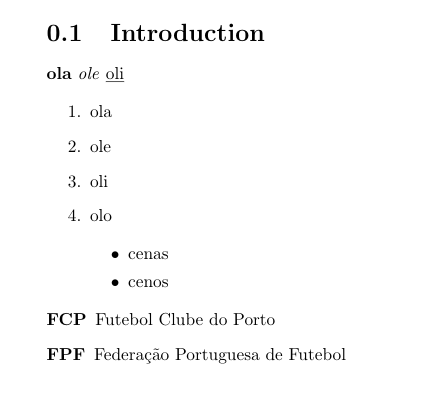 0.1 Introduction
ola ole oli
1. ola
2. ole
3. oli
4. olo
• cenas
• cenos
FCP Futebol Clube do Porto
FPF Federação Portuguesa de Futebol